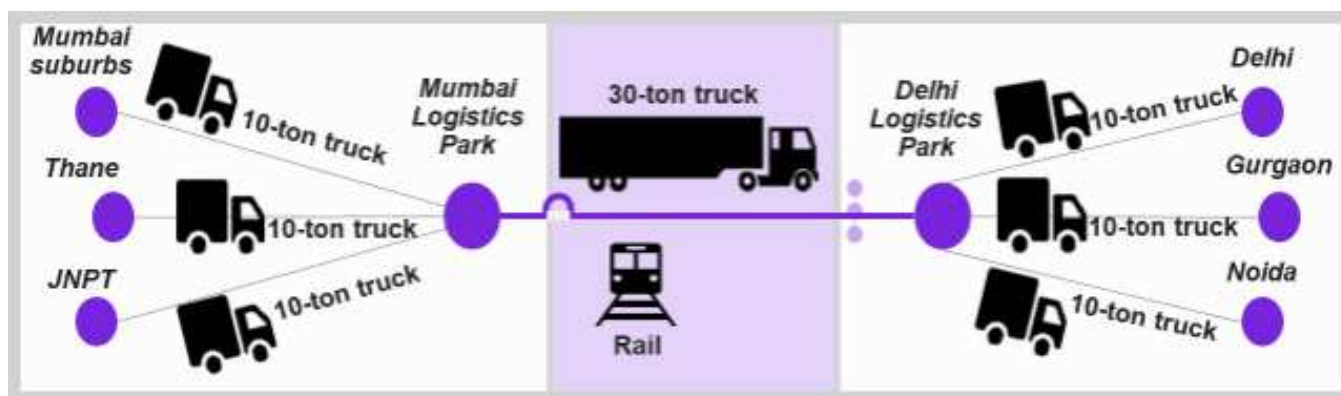 Mumbai
suburbs
10-ton truck
Thane
10-ton truck
JNPT
10-ton truck
Mumbai
Logistics
Park
30-ton truck
Rail
Delhi
Logistics
Park
10-ton truck
Delhi
10-ton truck
Gurgaon
10-ton truck
Noida